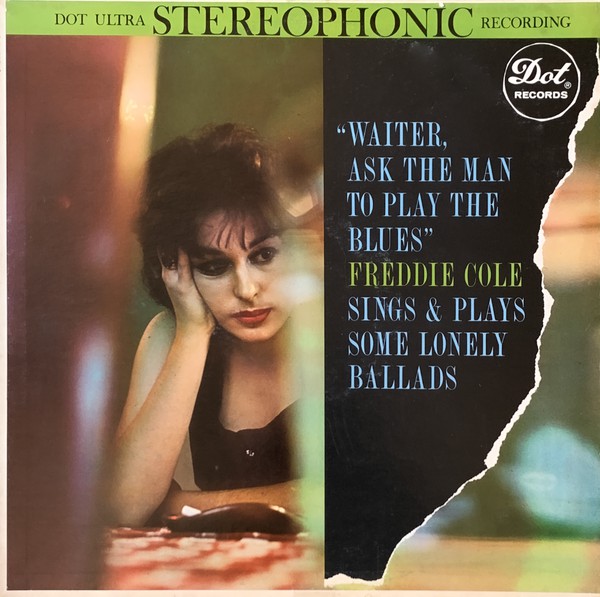 DOT ULTRA STEREOPHONIC RECORDING
Dot®
RECORDS
“WAITER,
ASK THE MAN
TO PLAY THE
BLUES”
FREDDIE COLE
SINGS & PLAYS
SOME LONELY
BALLADS